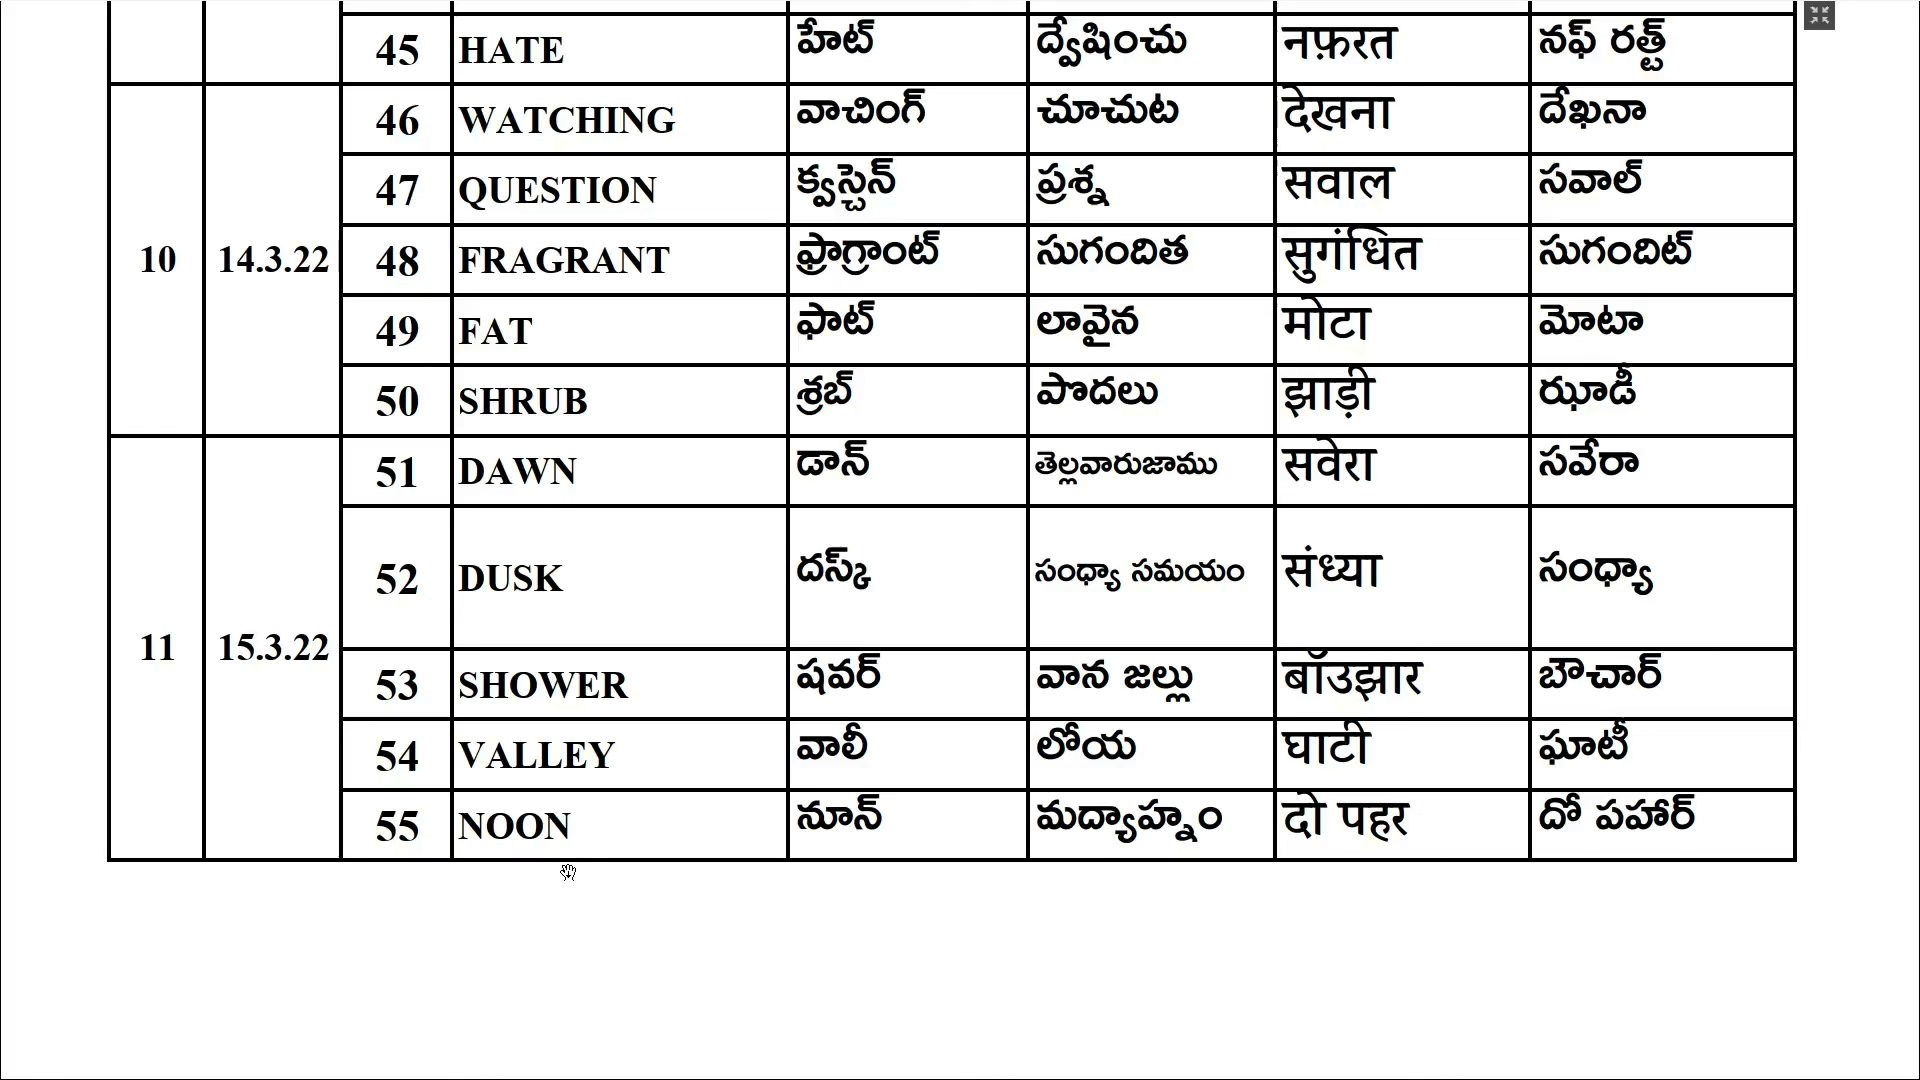 45 HATE హేట్ ద్వేషించు नफ़रत నఫ్ రత్ట్
46 WATCHING వాచింగ్ చూచుట देखना దేఖనా
47 QUESTION క్వస్చెన్ ప్రశ్న सवाल సవాల్
10 14.3.22 48 FRAGRANT ఫ్రాగ్రాంట్ సుగందిత सुगंधित సుగందిట్
49 FAT ఫాట్ లావైన मोटा మోటా
50 SHRUB శ్రబ్ పొదలు झाड़ी ఝాడీ
51 DAWN డాన్ తెల్లవారుజాము सवेरा సవేరా
52 DUSK దస్క్ సంధ్యా సమయం संध्या సంధ్యా
11 15.3.22
53 SHOWER షవర్ వాన జల్లు बॉउझार బౌచార్
54 VALLEY వాలీ లోయ घाटी ఘాటీ
55 NOON నూన్ మద్యాహ్నం दो पहर దో పహార్